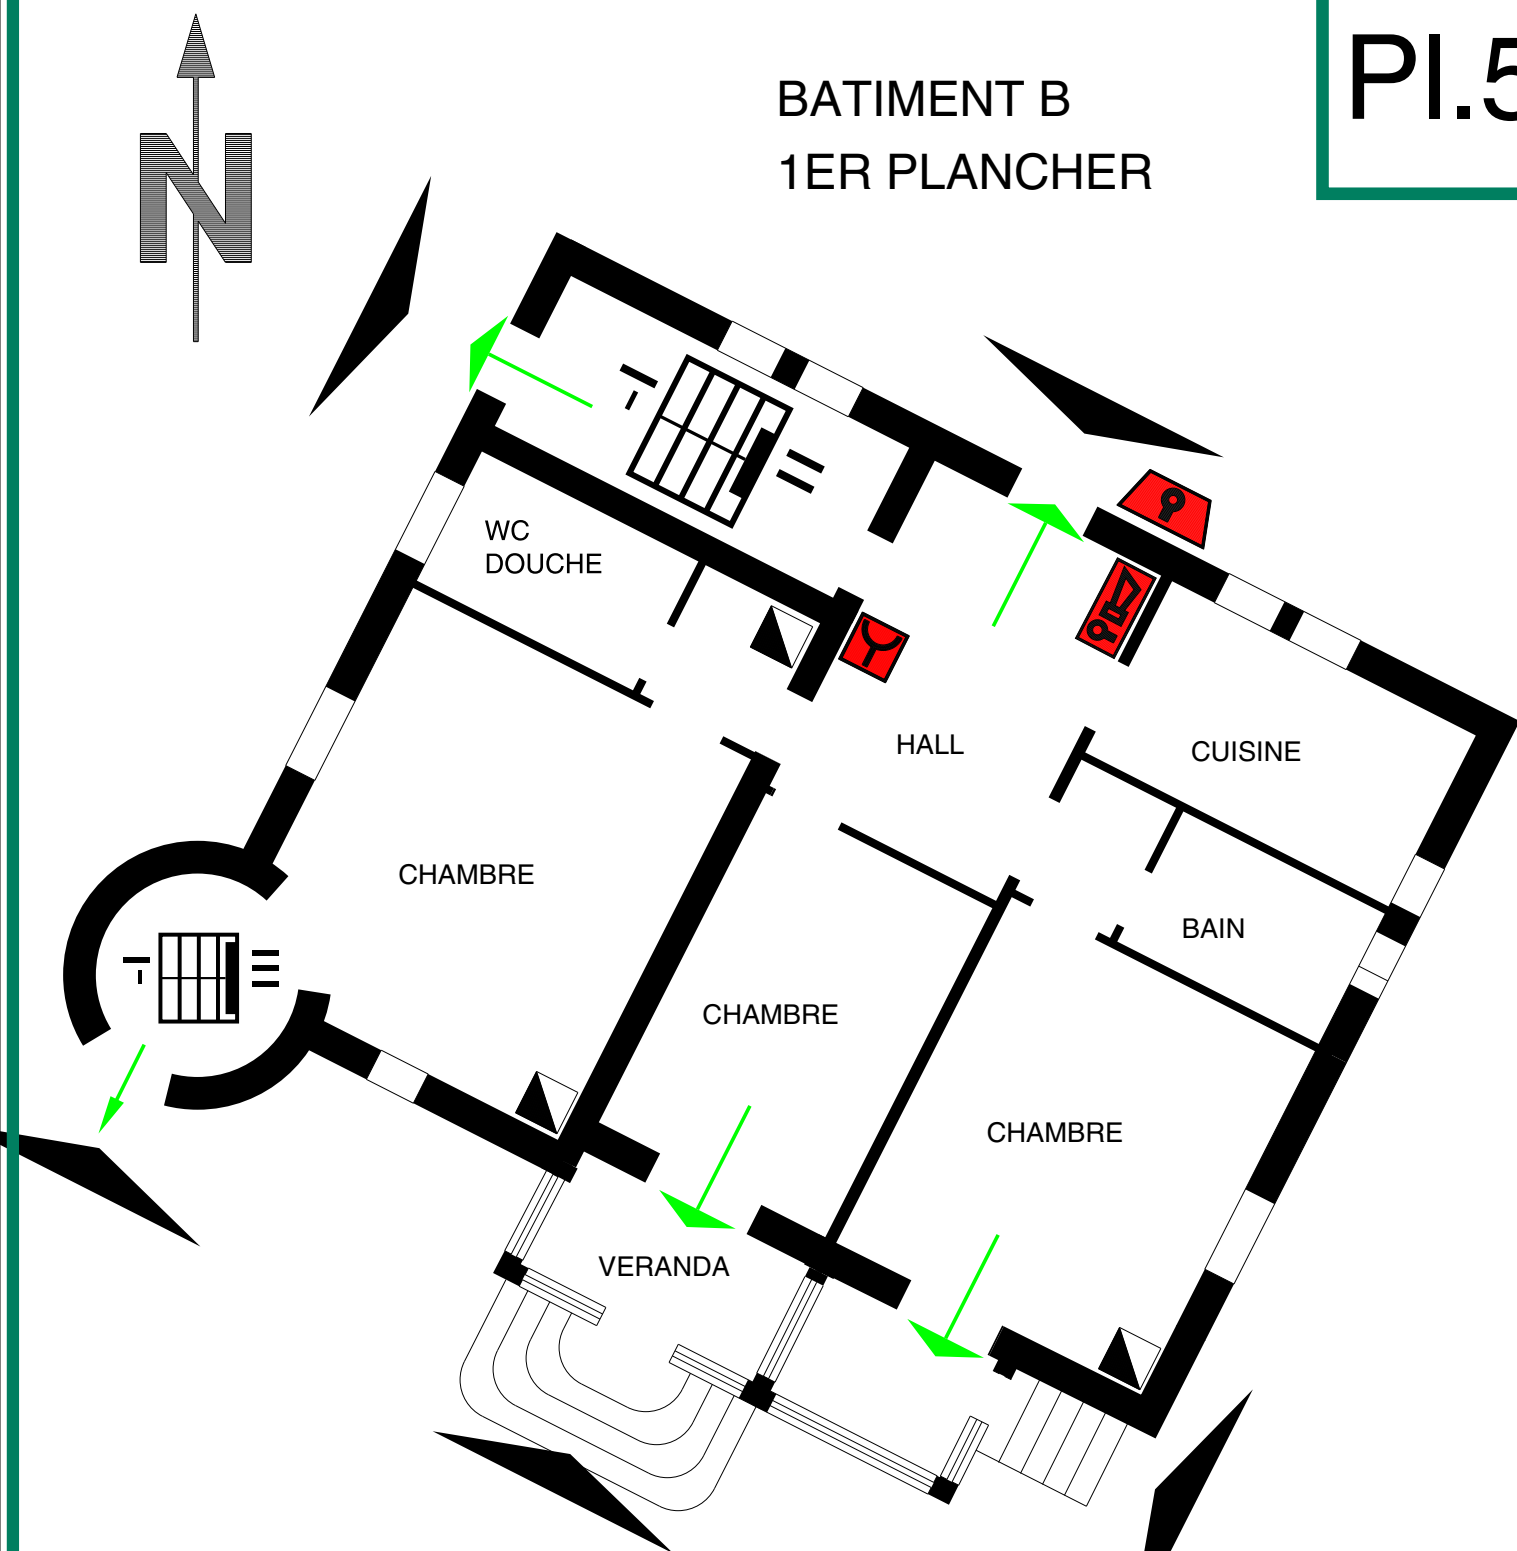 N
BATIMENT B
1ER PLANCHER
Pl.5
WC
DOUCHE
HALL
CUISINE
CHAMBRE
BAIN
CHAMBRE
CHAMBRE
VERANDA